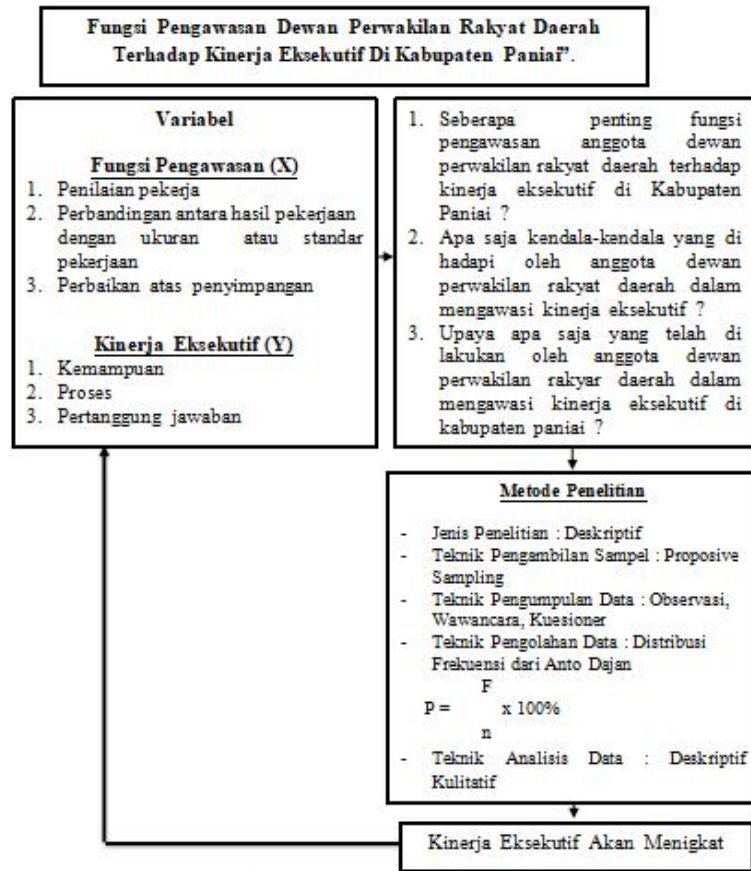 Fungsi Pengawasan Dewan Perwakilan Rakyat Daerah
Terhadap Kinerja Eksekutif Di Kabupaten Paniai”.
Variabel
Fungsi Pengawasan (X)
1. Penilaian pekerja
2. Perbandingan antara hasil pekerjaan
dengan ukuran atau standar
pekerjaan
3. Perbaikan atas penyimpangan
Kinerja Eksekutif (Y)
1. Kemampuan
2. Proses
3. Pertanggung jawaban
1. Seberapa penting fungsi
pengawasan anggota dewan
perwakilan rakyat daerah terhadap
kinerja eksekutif di Kabupaten
Paniai ?
2. Apa saja kendala-kendala yang di
hadapi oleh anggota dewan
perwakilan rakyat daerah dalam
mengawasi kinerja eksekutif ?
3. Upaya apa saja yang telah di
lakukan oleh anggota dewan
perwakilan rakyar daerah dalam
mengawasi kinerja eksekutif di
kabupaten paniai ?
Metode Penelitian
- Jenis Penelitian : Deskriptif
- Teknik Pengambilan Sampel : Proposive
Sampling
- Teknik Pengumpulan Data : Observasi,
Wawancara, Kuesioner
- Teknik Pengolahan Data : Distribusi
Frekuensi dari Anto Dajan
F
P = x 100%
n
- Teknik Analisis Data : Deskriptif
Kulitatif
Kinerja Eksekutif Akan Menigkat